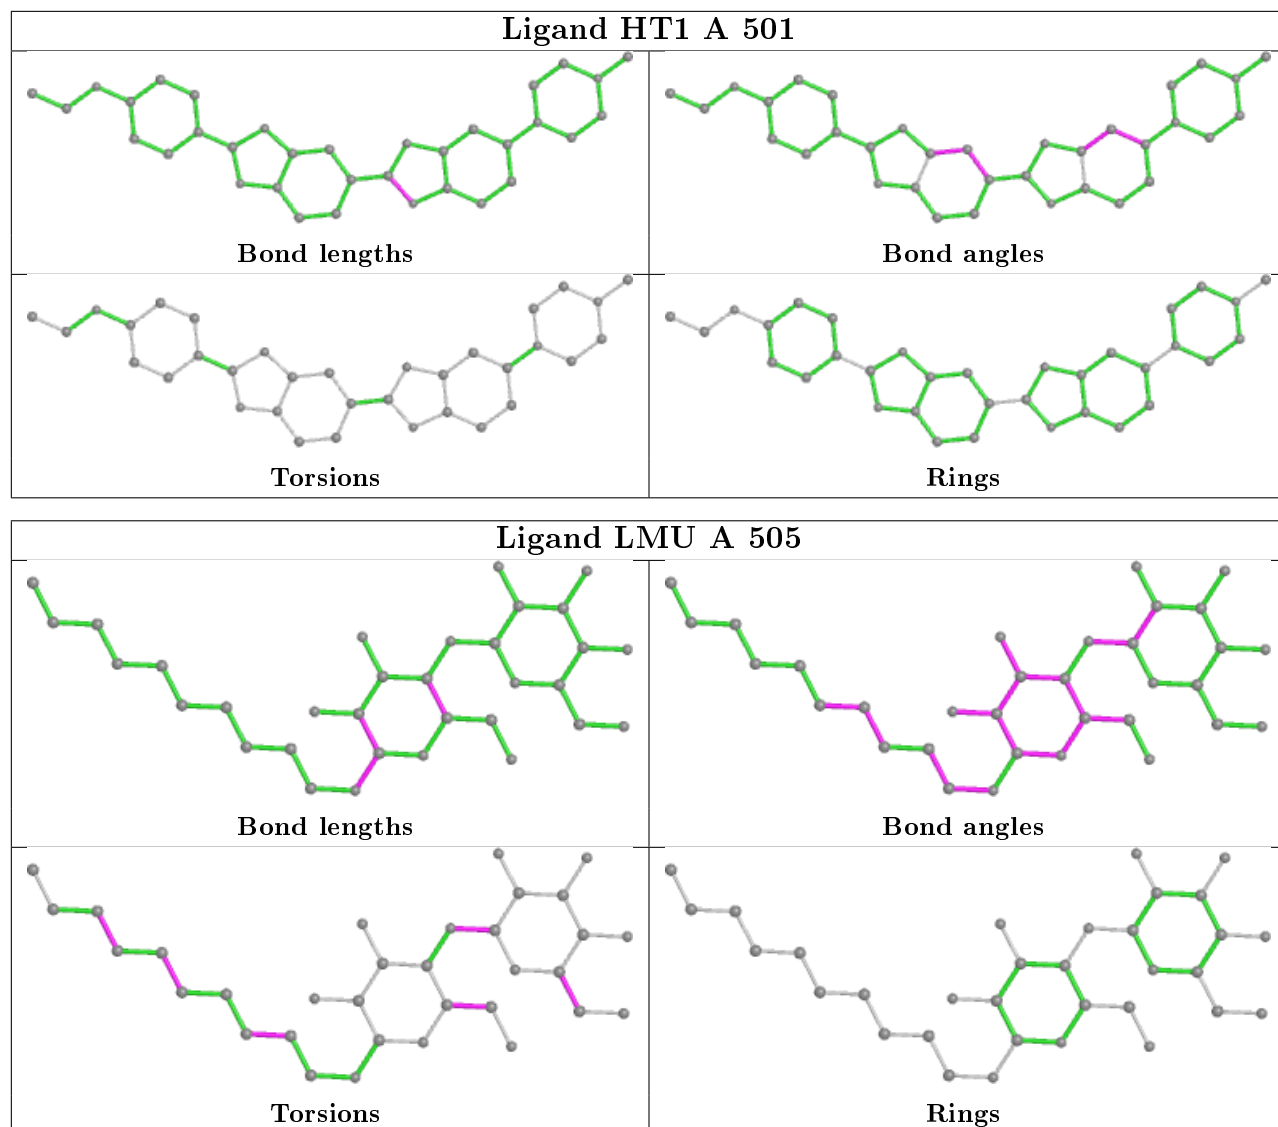 Ligand HT1 A 501
Bond lengths
Bond angles
Torsions
Rings
Ligand LMU A 505
Bond lengths
Bond angles
Torsions
Rings